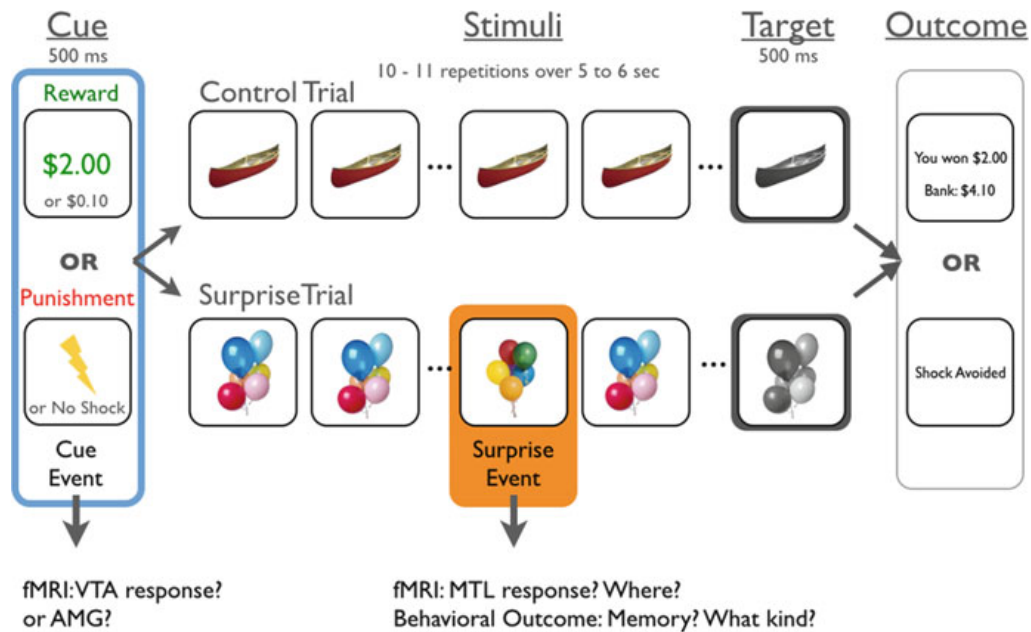 Cue
500 ms
Stimuli
10 - 11 repetitions over 5 to 6 sec
Target
500 ms
Outcome
Reward
$2.00
or $0.10
OR
Punishment
or No Shock
Cue
Event
Control Trial
...
...
Surprise Trial
...
Surprise
Event
...
You won $2.00
Bank: $4.10
OR
Shock Avoided
fMRI: VTA response?
or AMG?
fMRI: MTL response? Where?
Behavioral Outcome: Memory? What kind?